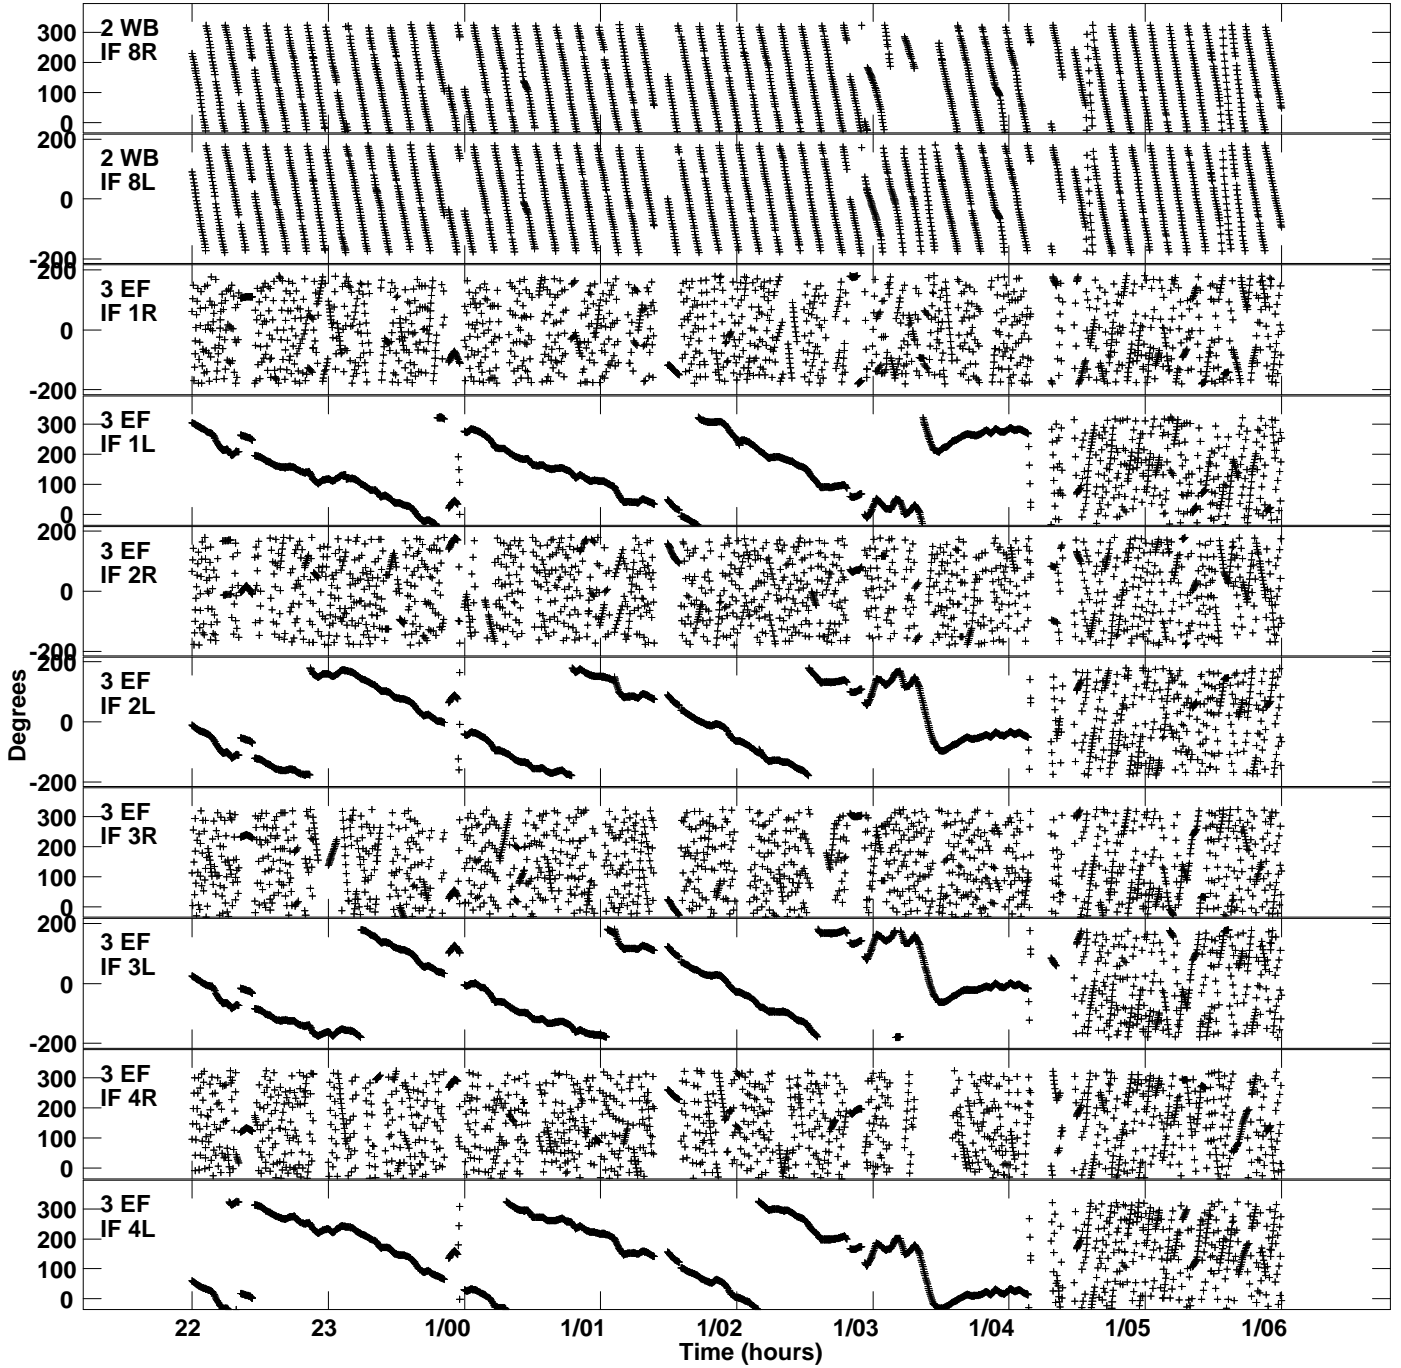 2 WB
IF 8R
300
200
100
0
2 WB
IF 8L
200
0
-200
3 EF
IF 1R
200
0
-200
3 EF
IF 1L
300
200
100
0
3 EF
IF 2R
200
0
-200
3 EF
IF 2L
200
0
-200
3 EF
IF 3R
300
200
100
0
3 EF
IF 3L
200
0
-200
3 EF
IF 4R
300
200
100
0
3 EF
IF 4L
300
200
100
0
Degrees
22 23 1/00 1/01 1/02 1/03 1/04 1/05 1/06
Time (hours)